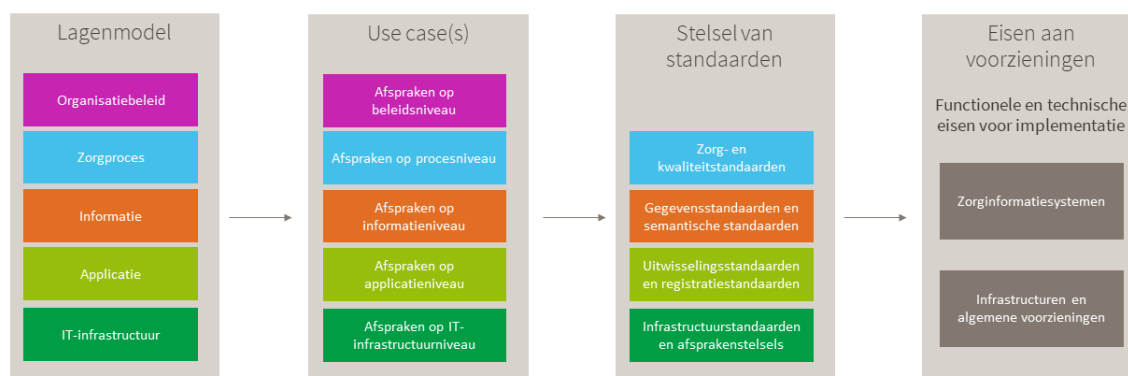 Lagenmodel
Organisatiebeleid
Zorgproces
Informatie
Applicatie
IT-infrastructuur
Use case(s)
Afspraken op
beleidsniveau
Afspraken op procesniveau
Afspraken op
informatieniveau
Afspraken op
applicatieniveau
Afspraken op IT-
infrastructuurniveau
Stelsel van
standaarden
Zorg- en
kwaliteitstandaarden
Gegevensstandaarden en
semantische standaarden
Uitwisselingsstandaarden
en registratiestandaarden
Infrastructuurstandaarden
en afsprakenstelsels
Eisen aan
voorzieningen
Functionele en technische
eisen voor implementatie
Zorginformatiesystemen
Infrastructuren en
algemene voorzieningen